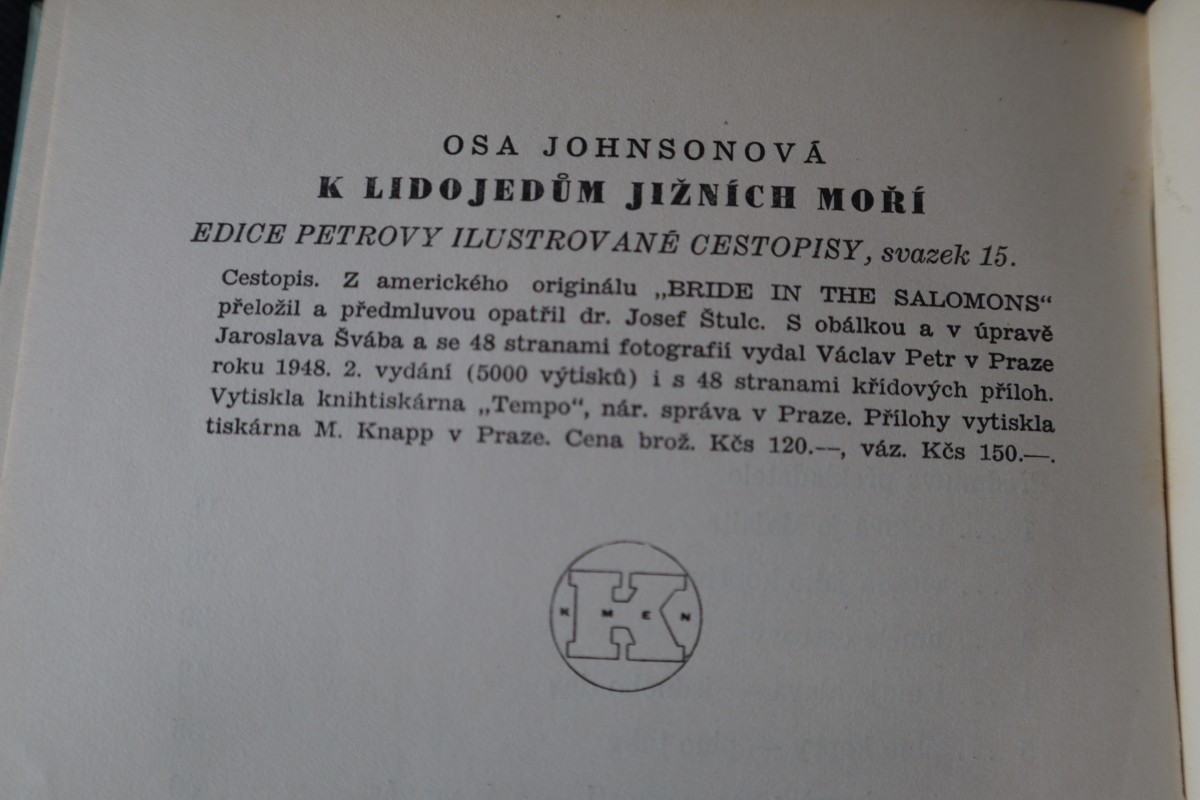 OSA JOHNSONOVÁ
K LIDOJEDŮM JIŽNÍCH MOŘÍ
EDICE PETROVY ILUSTROVANÉ CESTOPISY, svazek 15.
Cestopis. Z amerického originálu „BRIDE IN THE SALOMONS“
přeložil a předmluvou opatřil dr. Josef Štulc. S obálkou a v úpravě
Jaroslava Švába a se 48 stranami fotografií vydal Václav Petr v Praze
roku 1948. 2. vydání (5000 výtisků) i s 48 stranami křídových příloh.
Vytiskla knihtiskárna „Tempo“, nár. správa v Praze. Přílohy vytiskla
tiskárna M. Knapp v Praze. Cena brož. Kčs 120.—, váz. Kčs 150.—.
K M E N